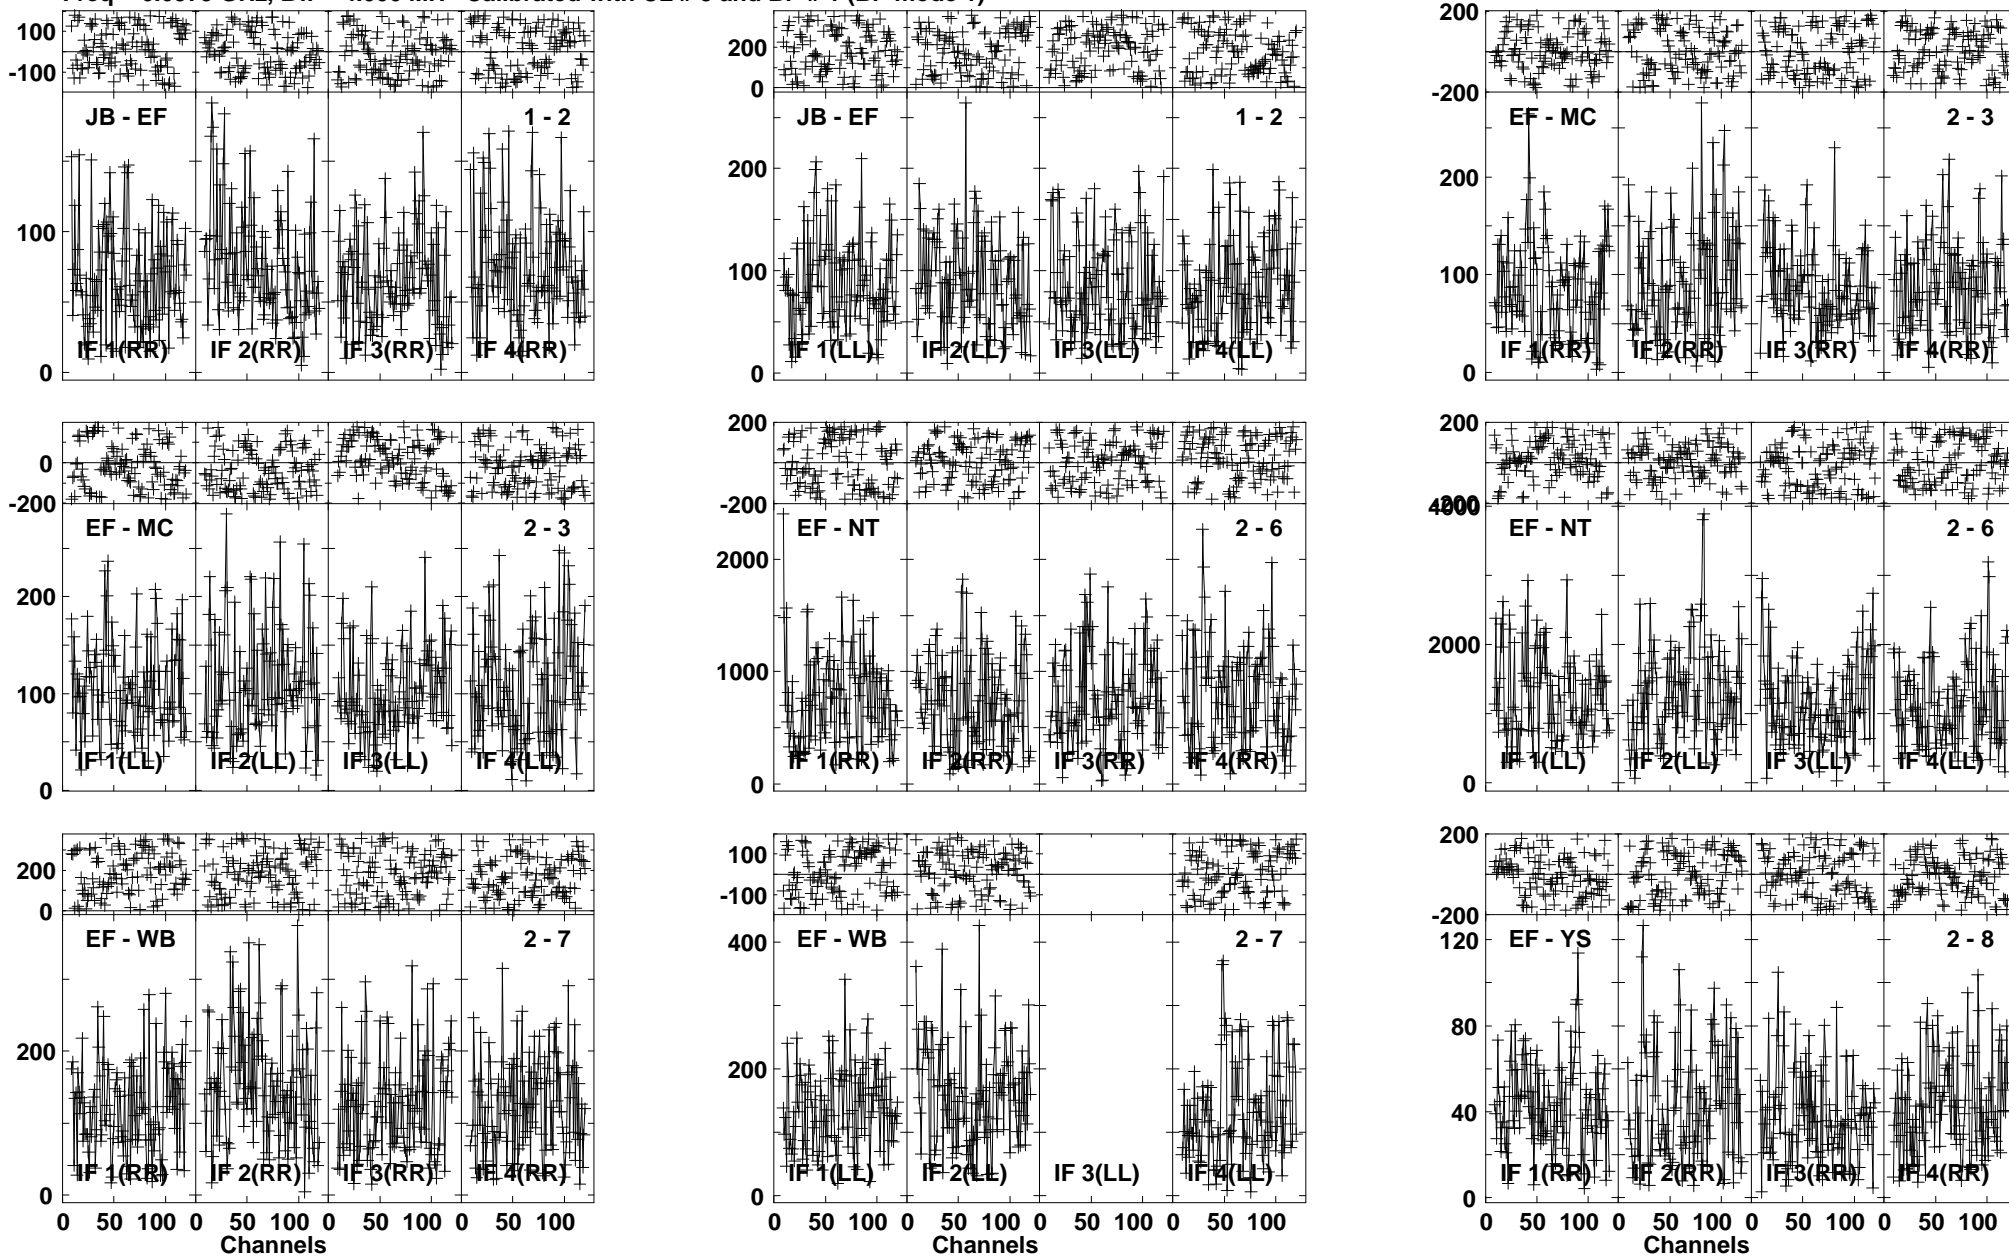 100
-100
JB - EF 1 - 2
100
0
IF 1(RR) IF 2(RR) IF 3(RR) IF 4(RR)
200
0
JB - EF 1 - 2
200
100
0
IF 1(LL) IF 2(LL) IF 3(LL) IF 4(LL)
200
-200
EF - MC 2 - 3
200
100
0
IF 1(RR) IF 2(RR) IF 3(RR) IF 4(RR)
0
-200
EF - MC 2 - 3
200
100
0
IF 1(LL) IF 2(LL) IF 3(LL) IF 4(LL)
200
-200
EF - NT 2 - 6
2000
1000
0
IF 1(RR) IF 2(RR) IF 3(RR) IF 4(RR)
200
-200
4000
EF - NT 2 - 6
2000
0
IF 1(LL) IF 2(LL) IF 3(LL) IF 4(LL)
200
0
EF - WB 2 - 7
200
0
IF 1(RR) IF 2(RR) IF 3(RR) IF 4(RR)
0 50 100 0 50 100 0 50 100 0 50 100
Channels
100
-100
EF - WB 2 - 7
400
200
0
IF 1(LL) IF 2(LL) IF 3(LL) IF 4(LL)
0 50 100 0 50 100 0 50 100 0 50 100
Channels
200
-200
EF - YS 2 - 8
120
80
40
0
IF 1(RR) IF 2(RR) IF 3(RR) IF 4(RR)
0 50 100 0 50 100 0 50 100 0 50 100
Channels